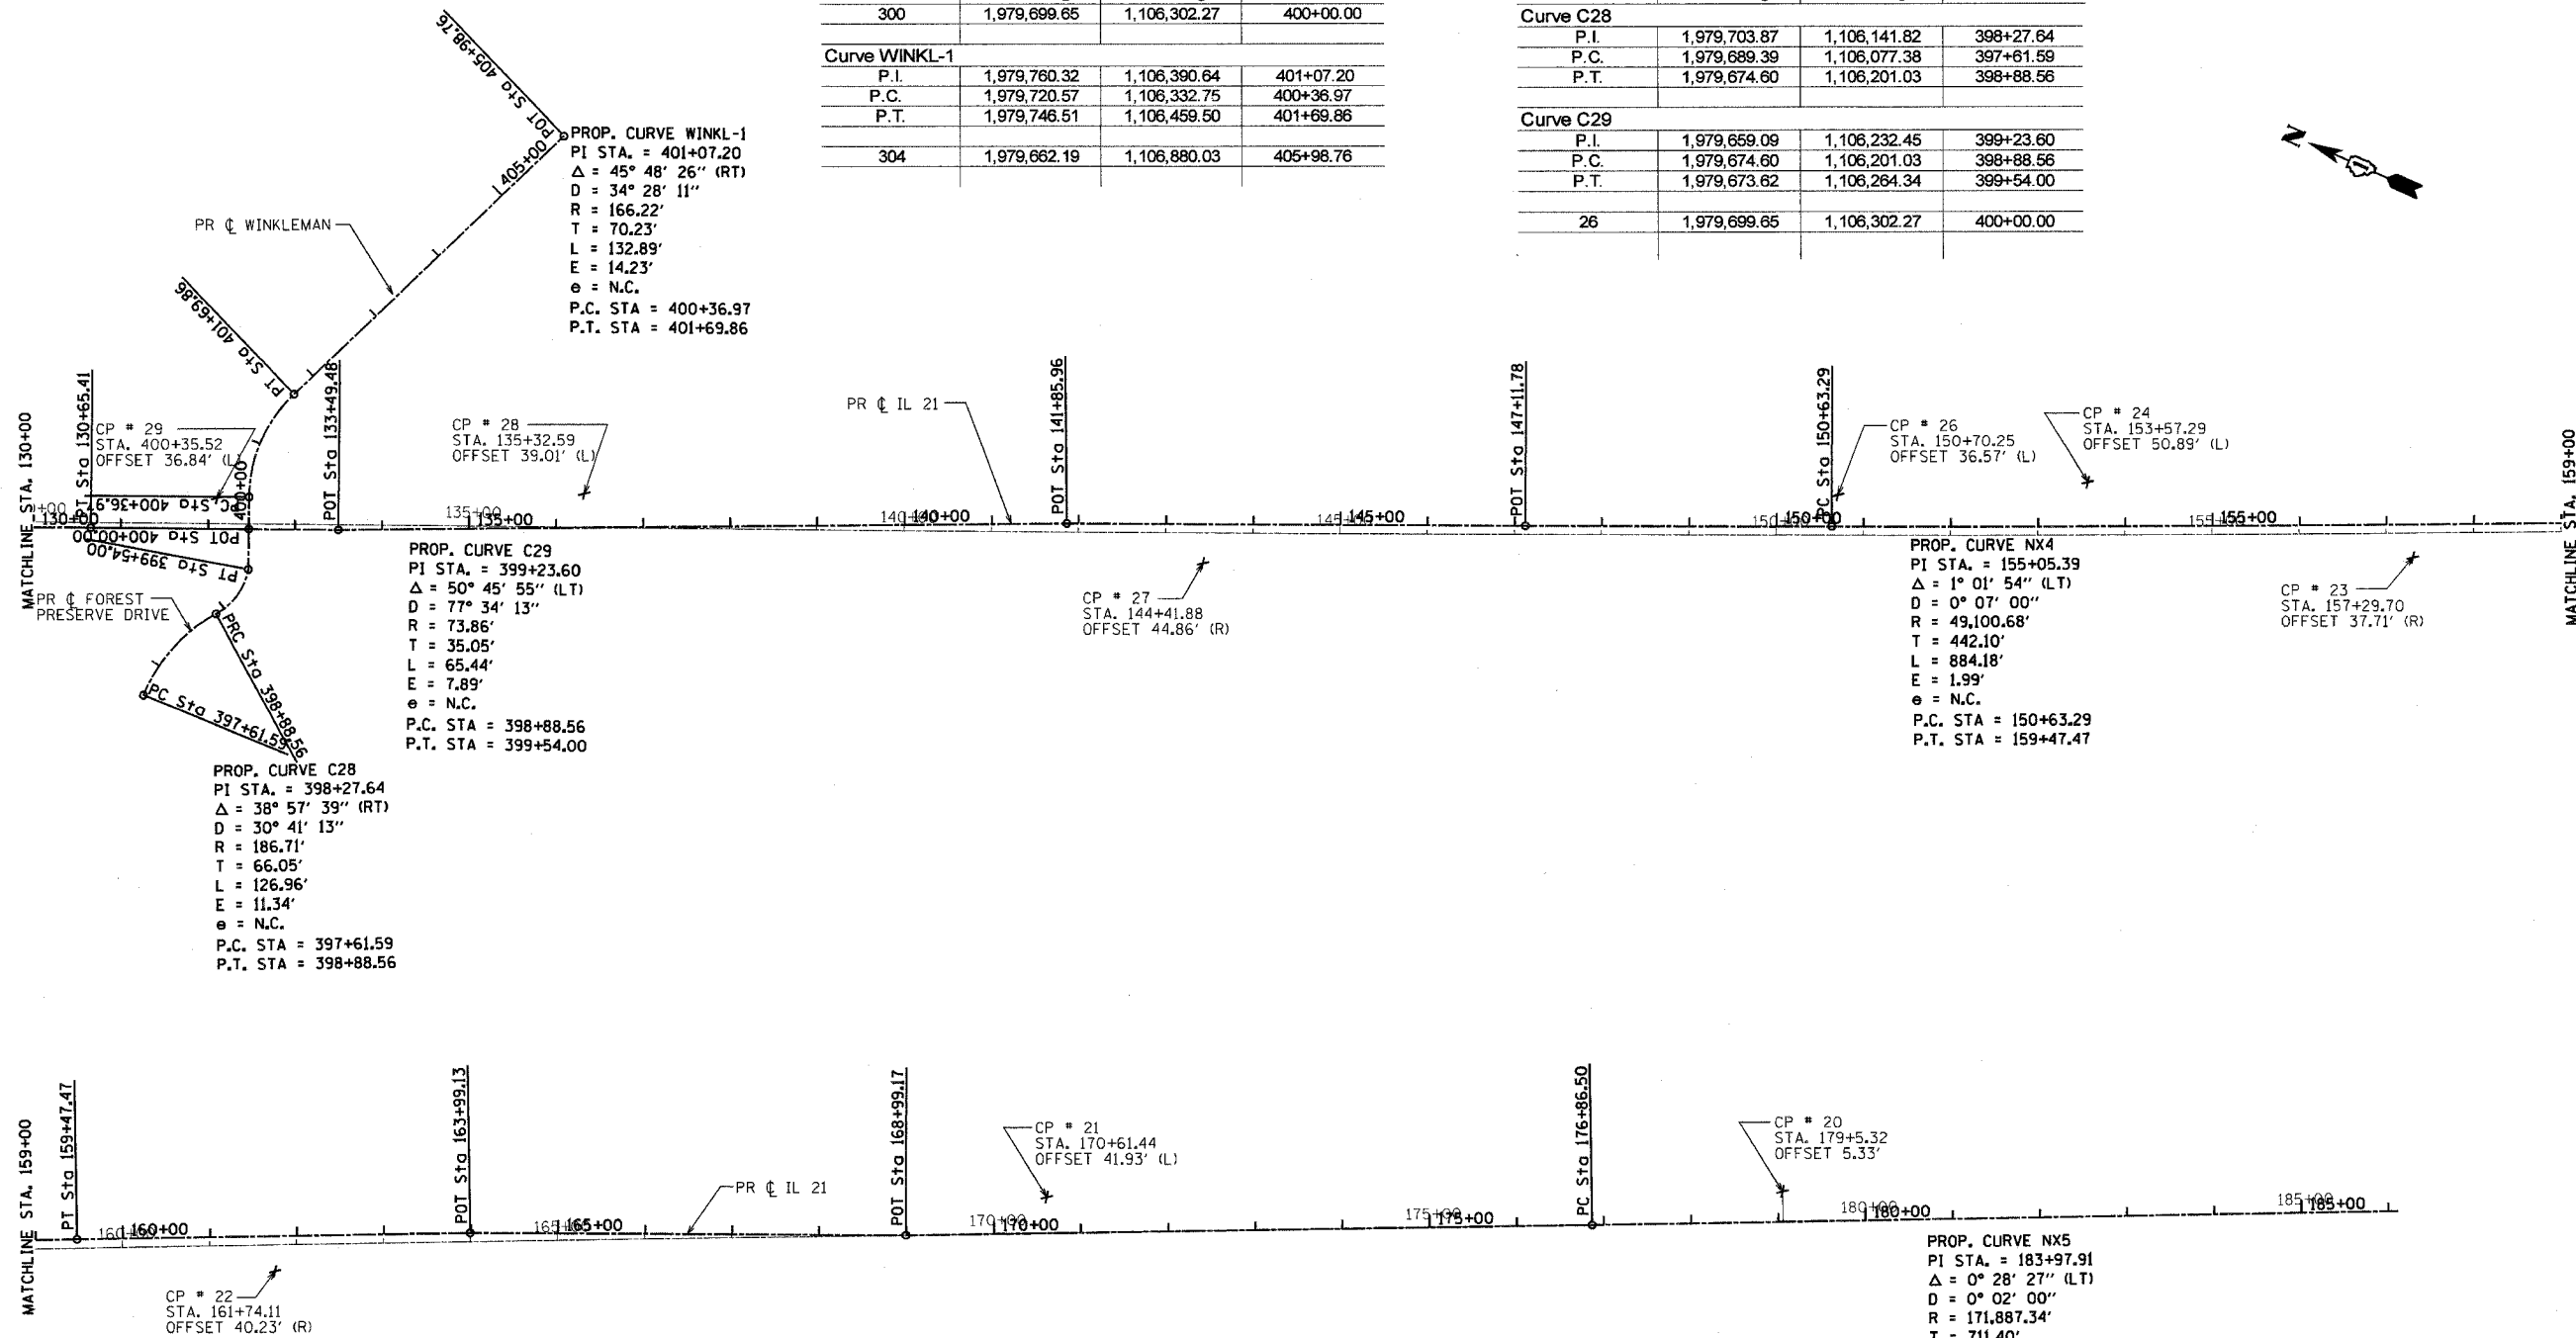 300 1,979,699.65 1,106,302.27 400+00.00
Curve WINKL-1
P.I. 1,979,760.32 1,106,390.64 401+07.20
P.C. 1,979,720.57 1,106,332.75 400+36.97
P.T. 1,979,746.51 1,106,459.50 401+69.86
304 1,979,662.19 1,106,880.03 405+98.76
Curve C28
P.I. 1,979,703.87 1,106,141.82 398+27.64
P.C. 1,979,689.39 1,106,077.38 397+61.59
P.T. 1,979,674.60 1,106,201.03 398+88.56
Curve C29
P.I. 1,979,659.09 1,106,232.45 399+23.60
P.C. 1,979,674.60 1,106,201.03 398+88.56
P.T. 1,979,673.62 1,106,264.34 399+54.00
26 1,979,699.65 1,106,302.27 400+00.00
N
POT Sta 405+98.76
405+00
PROP. CURVE WINKL-1
PI STA. = 401+07.20
Δ = 45° 48' 26" (RT)
D = 34° 28' 11"
R = 166.22'
T = 70.23'
L = 132.89'
E = 14.23'
e = N.C.
P.C. STA = 400+36.97
P.T. STA = 401+69.86
PR ℄ WINKLEMAN
PT Sta 401+69.86
MATCHLINE STA. 130+00
PT Sta 130+65.41
CP # 29
STA. 400+35.52
OFFSET 36.84' (L)
POT Sta 133+49.48
CP # 28
STA. 135+32.59
OFFSET 39.01' (L)
PR ℄ IL 21
POT Sta 141+85.96
POT Sta 147+11.78
PC Sta 150+63.29
CP # 26
STA. 150+70.25
OFFSET 36.57' (L)
CP # 24
STA. 153+57.29
OFFSET 50.89' (L)
MATCHLINE STA. 159+00
PC Sta 400+36.97
400+00
POT Sta 400+00.00
PT Sta 399+54.00
130+00
135+00 135+00
140+00 140+00
145+00 145+00
150+00 150+00
155+00 155+00
PR ℄ FOREST
PRESERVE DRIVE
PRC Sta 398+88.56
PC Sta 397+61.59
PROP. CURVE C29
PI STA. = 399+23.60
Δ = 50° 45' 55" (LT)
D = 77° 34' 13"
R = 73.86'
T = 35.05'
L = 65.44'
E = 7.89'
e = N.C.
P.C. STA = 398+88.56
P.T. STA = 399+54.00
CP # 27
STA. 144+41.88
OFFSET 44.86' (R)
PROP. CURVE NX4
PI STA. = 155+05.39
Δ = 1° 01' 54" (LT)
D = 0° 07' 00"
R = 49,100.68'
T = 442.10'
L = 884.18'
E = 1.99'
e = N.C.
P.C. STA = 150+63.29
P.T. STA = 159+47.47
CP # 23
STA. 157+29.70
OFFSET 37.71' (R)
PROP. CURVE C28
PI STA. = 398+27.64
Δ = 38° 57' 39" (RT)
D = 30° 41' 13"
R = 186.71'
T = 66.05'
L = 126.96'
E = 11.34'
e = N.C.
P.C. STA = 397+61.59
P.T. STA = 398+88.56
MATCHLINE STA. 159+00
PT Sta 159+47.47
POT Sta 163+99.13
PR ℄ IL 21
POT Sta 168+99.17
CP # 21
STA. 170+61.44
OFFSET 41.93' (L)
PC Sta 176+86.50
CP # 20
STA. 179+5.32
OFFSET 5.33'
160+00 160+00
165+00 165+00
170+00 170+00
175+00 175+00
180+00 180+00
185+00 185+00
CP # 22
STA. 161+74.11
OFFSET 40.23' (R)
PROP. CURVE NX5
PI STA. = 183+97.91
Δ = 0° 28' 27" (LT)
D = 0° 02' 00"
R = 171,887.34'
T = 711.40'